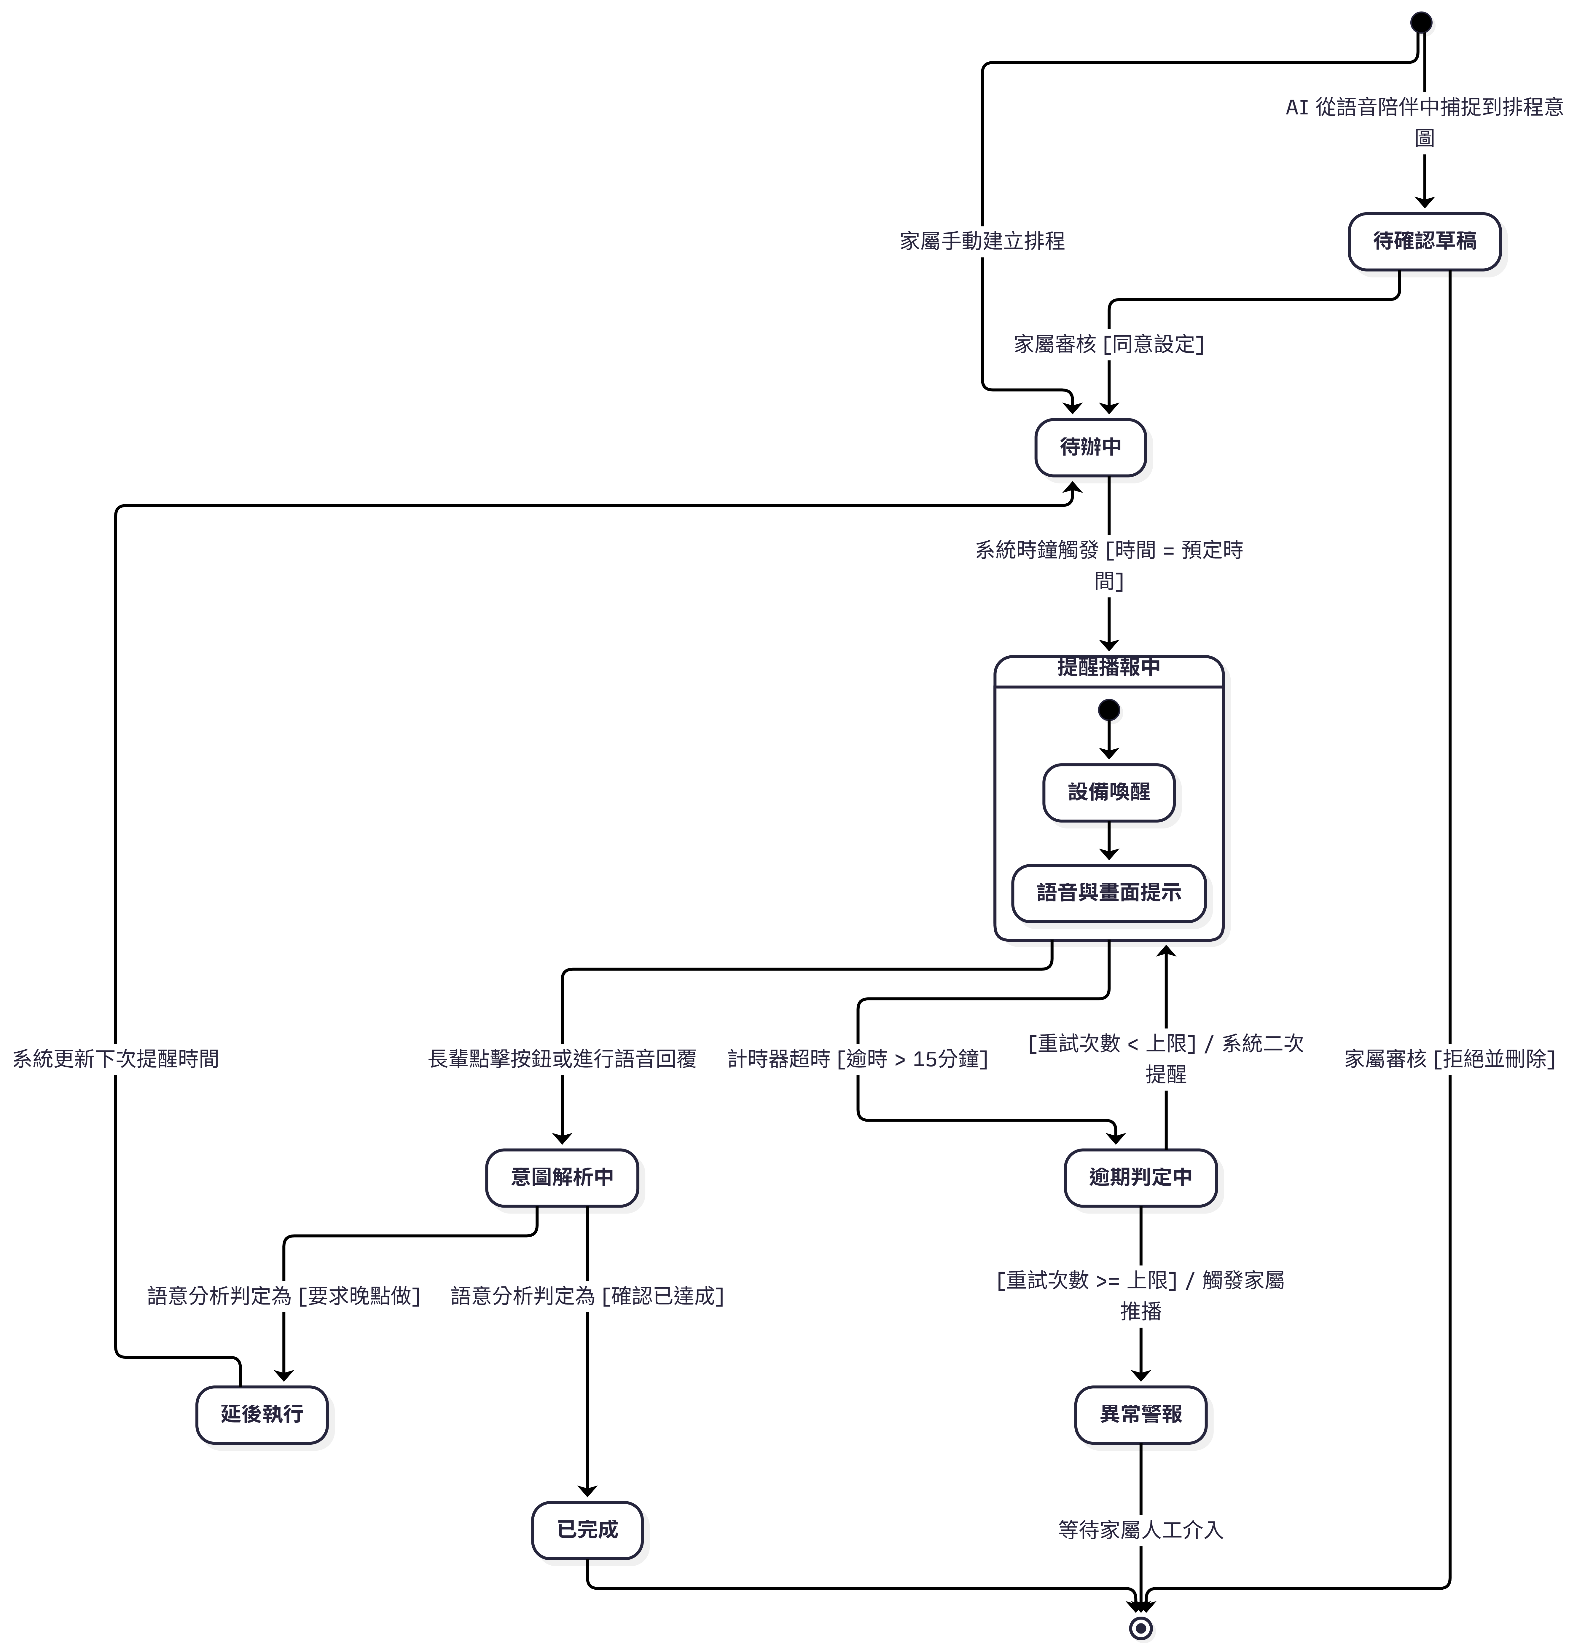 AI 從語音陪伴中捕捉到排程意
圖
家屬手動建立排程
待確認草稿
家屬審核 [同意設定]
待辦中
系統時鐘觸發 [時間 = 預定時
間]
提醒播報中
設備喚醒
語音與畫面提示
系統更新下次提醒時間
長輩點擊按鈕或進行語音回覆
計時器超時 [逾時 > 15分鐘]
[重試次數 < 上限] / 系統二次
提醒
家屬審核 [拒絕並刪除]
意圖解析中
逾期判定中
語意分析判定為 [要求晚點做]
語意分析判定為 [確認已達成]
[重試次數 >= 上限] / 觸發家屬
推播
延後執行
異常警報
已完成
等待家屬人工介入